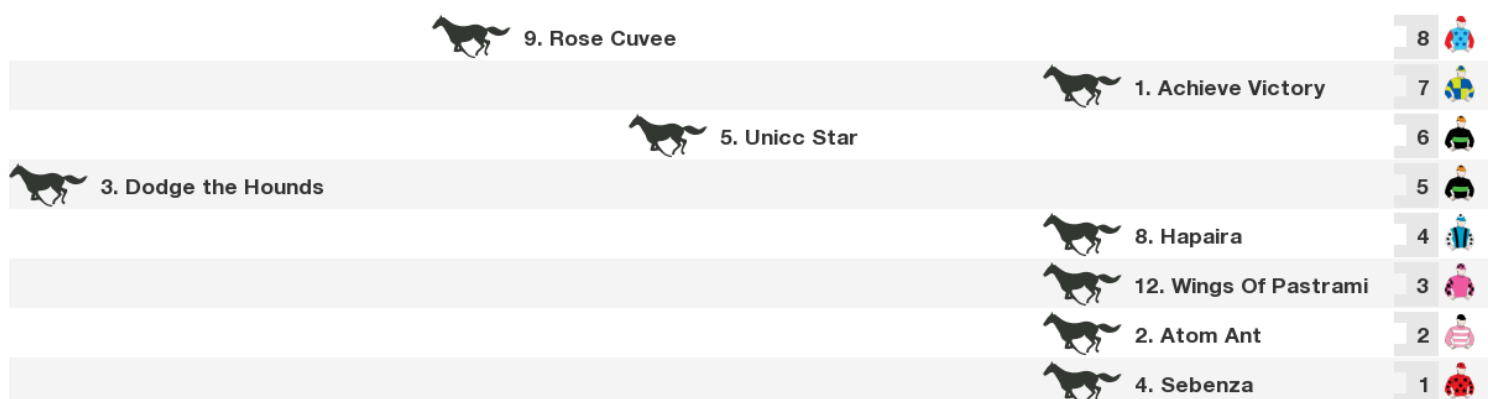 9. Rose Cuvee 8
1. Achieve Victory 7
5. Unicc Star 6
3. Dodge the Hounds 5
8. Hapaira 4
12. Wings Of Pastrami 3
2. Atom Ant 2
4. Sebenza 1